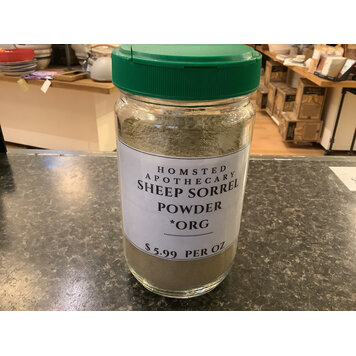 HOMSTED
APOTHECARY
SHEEP SORREL
POWDER
*ORG
$5.99 PER OZ